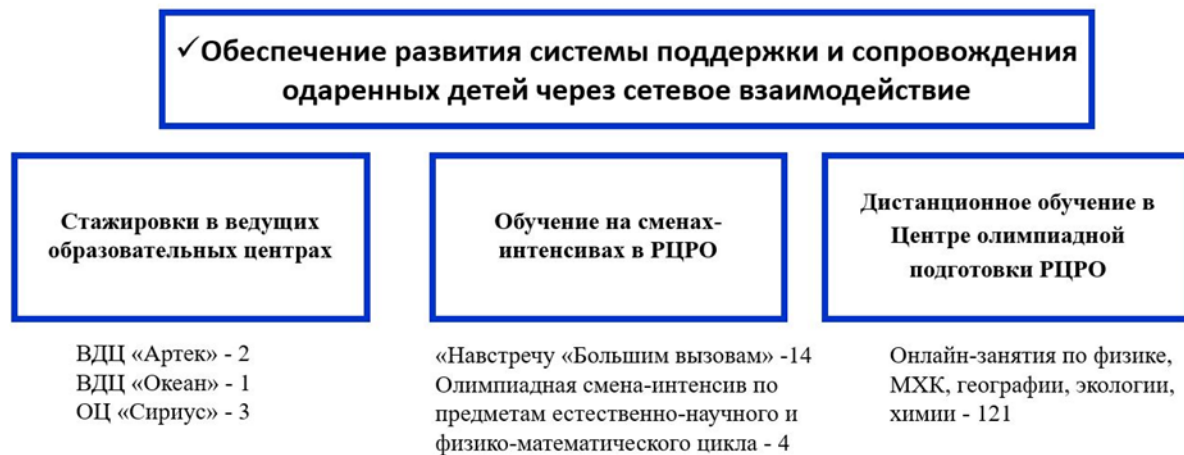 ✓Обеспечение развития системы поддержки и сопровождения
одаренных детей через сетевое взаимодействие
Стажировки в ведущих
образовательных центрах
ВДЦ «Артек» - 2
ВДЦ «Океан» - 1
ОЦ «Сириус» - 3
Обучение на сменах-
интенсивах в РЦРО
«Навстречу «Большим вызовам» -14
Олимпиадная смена-интенсив по
предметам естественно-научного и
физико-математического цикла - 4
Дистанционное обучение в
Центре олимпиадной
подготовки РЦРО
Онлайн-занятия по физике,
МХК, географии, экологии,
химии - 121